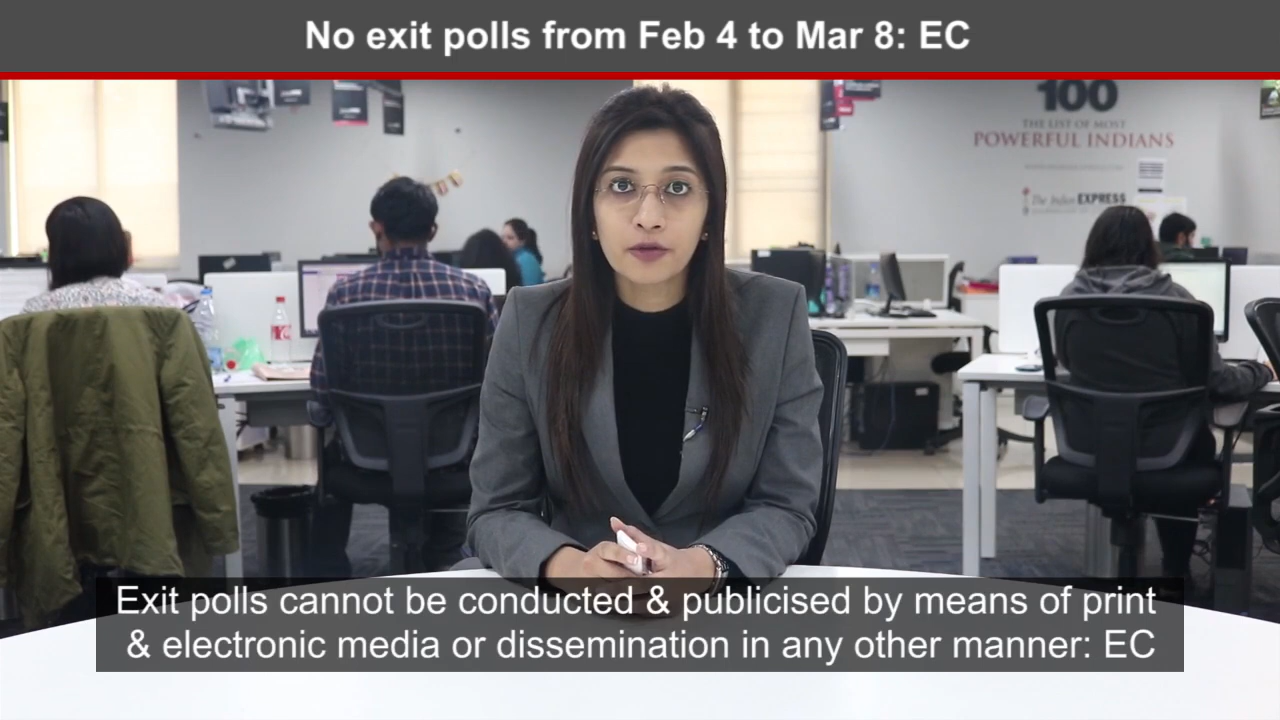 No exit polls from Feb 4 to Mar 8: EC
100
THE LIST OF MOST
POWERFUL INDIANS
The Indian EXPRESS
Exit polls cannot be conducted & publicised by means of print
& electronic media or dissemination in any other manner: EC